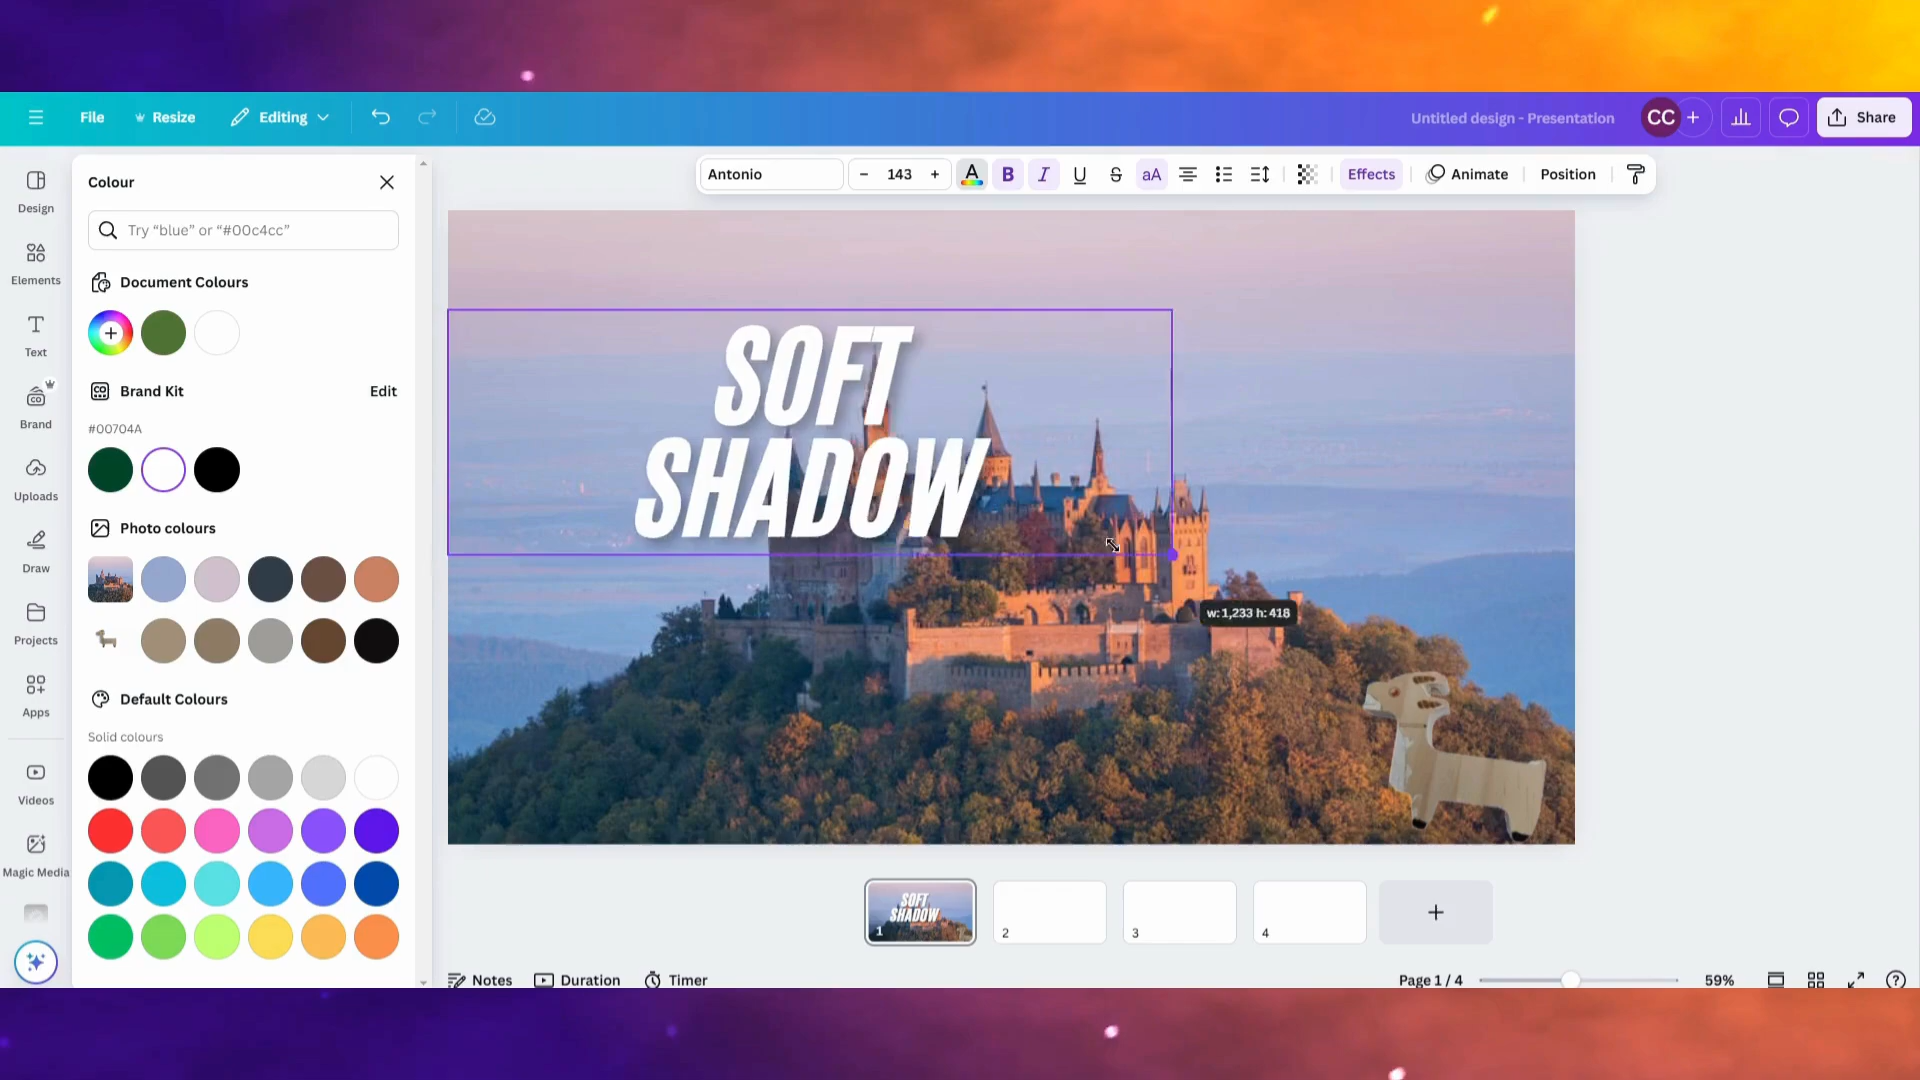 File
Resize
Editing
Untitled design - Presentation
CC
+
Share
Design
Elements
Text
Brand
Uploads
Draw
Projects
Apps
Videos
Magic Media
Colour
Try “blue” or “#00c4cc”
Document Colours
Brand Kit
Edit
#00704A
Photo colours
Default Colours
Solid colours
Antonio
− 143 +
A B I U S aA
Effects
Animate
Position
SOFT
SHADOW
w: 1,233 h: 418
SOFT
SHADOW
1
2
3
4
+
Notes
Duration
Timer
Page 1 / 4
59%
?